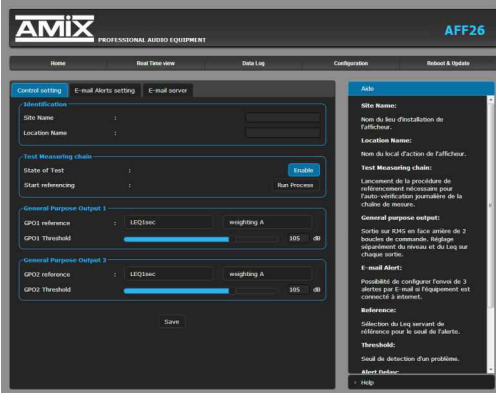 AMIX
PROFESSIONAL AUDIO EQUIPMENT
AFF26
Home
Real Time view
Data Log
Configuration
Reboot & Update
Control setting
E-mail Alerts setting
E-mail server
Identification
Site Name :
Location Name :
Test Measuring chain
State of Test : Enable
Start referencing : Run Process
General Purpose Output 1
GPO1 reference : LEQ1sec weighting A
GPO1 Threshold 105 dB
General Purpose Output 2
GPO2 reference : LEQ1sec weighting A
GPO2 Threshold 105 dB
Save
Aide
Site Name:
Nom du lieu d'installation de
l'afficheur.
Location Name:
Nom du local d'action de l'afficheur.
Test Measuring chain:
Lancement de la procédure de
référencement nécessaire pour
l'auto-vérification journalière de la
chaîne de mesure.
General purpose output:
Sortie sur RJ45 en face arrière de 2
boucles de commande. Réglage
séparément du niveau et du Leq sur
chaque sortie.
E-mail Alert:
Possibilité de configurer l'envoi de 3
alertes par E-mail si l'équipement est
connecté à internet.
Reference:
Sélection du Leq servant de
référence pour le seuil de l'alerte.
Threshold:
Seuil de detection d'un problème.
Alert Delay:
Help